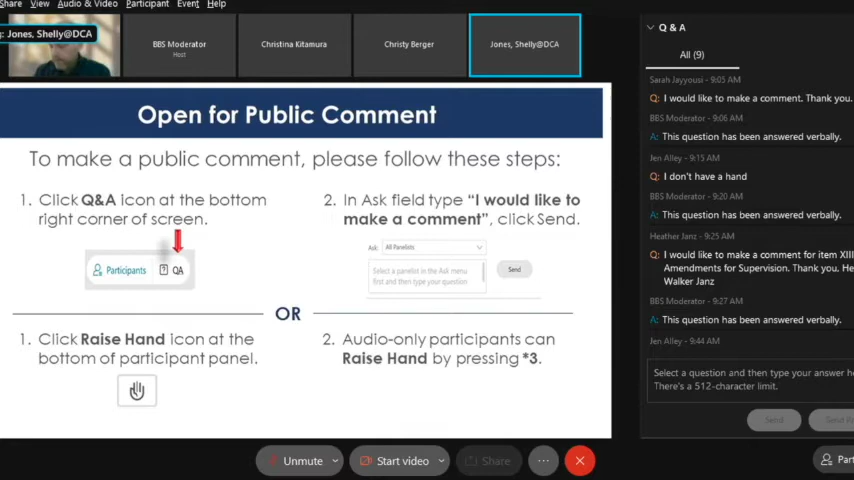 Share View Audio & Video Participant Event Help
Jones, Shelly@DCA
BBS Moderator
Host
Christina Kitamura
Christy Berger
Jones, Shelly@DCA
Open for Public Comment
To make a public comment, please follow these steps:
1. Click Q&A icon at the bottom
right corner of screen.
Participants
QA
2. In Ask field type “I would like to
make a comment”, click Send.
Ask:
All Panelists
Select a panelist in the Ask menu
first and then type your question
Send
OR
1. Click Raise Hand icon at the
bottom of participant panel.
2. Audio-only participants can
Raise Hand by pressing *3.
Q & A
All (9)
Sarah Jayyousi - 9:05 AM
Q: I would like to make a comment. Thank you.
BBS Moderator - 9:06 AM
A: This question has been answered verbally.
Jen Alley - 9:15 AM
Q: I don't have a hand
BBS Moderator - 9:20 AM
A: This question has been answered verbally.
Heather Janz - 9:25 AM
Q: I would like to make a comment for item XIII
Amendments for Supervision. Thank you. He
Walker Janz
BBS Moderator - 9:27 AM
A: This question has been answered verbally.
Jen Alley - 9:44 AM
Select a question and then type your answer he
There's a 512-character limit.
Send
Send Pr
Unmute
Start video
Share
Part